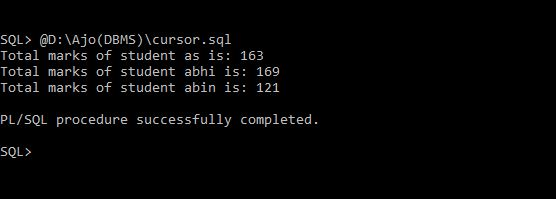 SQL> @D:\Ajo(DBMS)\cursor.sql
Total marks of student as is: 163
Total marks of student abhi is: 169
Total marks of student abin is: 121
PL/SQL procedure successfully completed.
SQL>